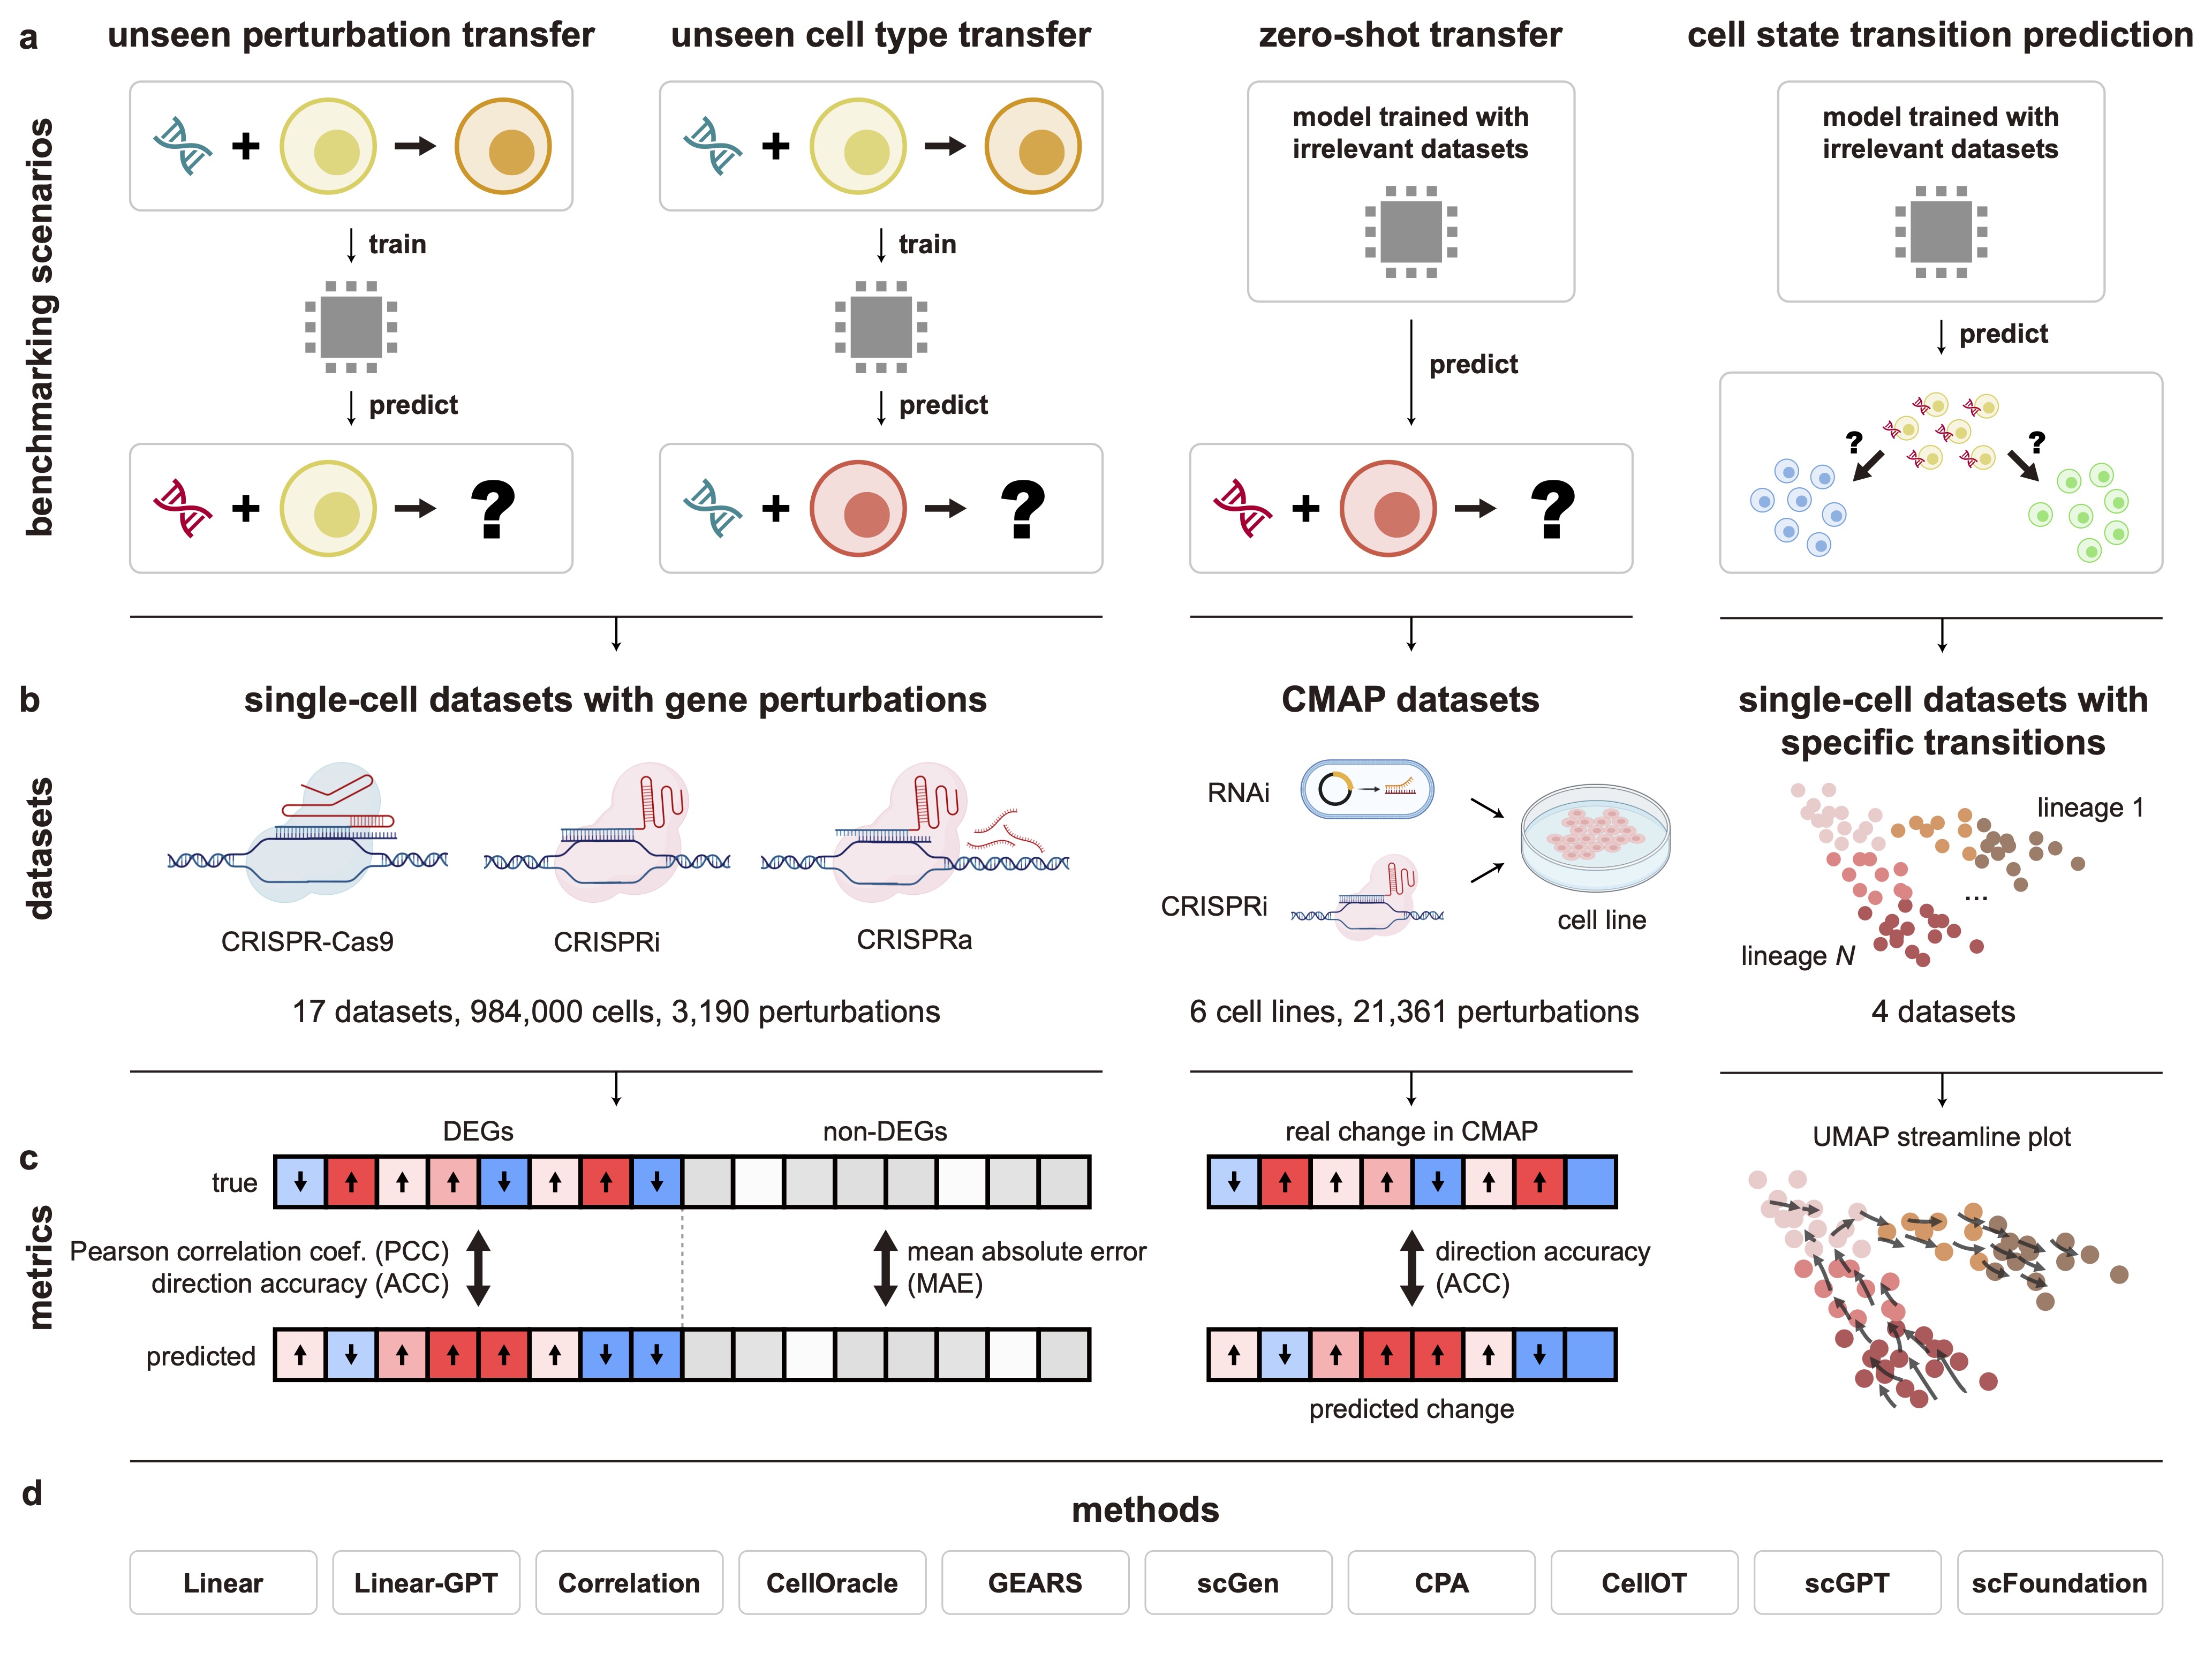 a
unseen perturbation transfer
unseen cell type transfer
zero-shot transfer
cell state transition prediction
benchmarking scenarios
+
+
model trained with
irrelevant datasets
model trained with
irrelevant datasets
train
train
predict
predict
predict
predict
+
?
+
?
+
?
?
?
b
single-cell datasets with gene perturbations
CMAP datasets
single-cell datasets with
specific transitions
datasets
RNAi
CRISPRi
cell line
lineage 1
...
lineage N
CRISPR-Cas9
CRISPRi
CRISPRa
17 datasets, 984,000 cells, 3,190 perturbations
6 cell lines, 21,361 perturbations
4 datasets
c
metrics
DEGs
non-DEGs
real change in CMAP
UMAP streamline plot
true
Pearson correlation coef. (PCC)
direction accuracy (ACC)
mean absolute error
(MAE)
direction accuracy
(ACC)
predicted
predicted change
d
methods
Linear
Linear-GPT
Correlation
CellOracle
GEARS
scGen
CPA
CellOT
scGPT
scFoundation